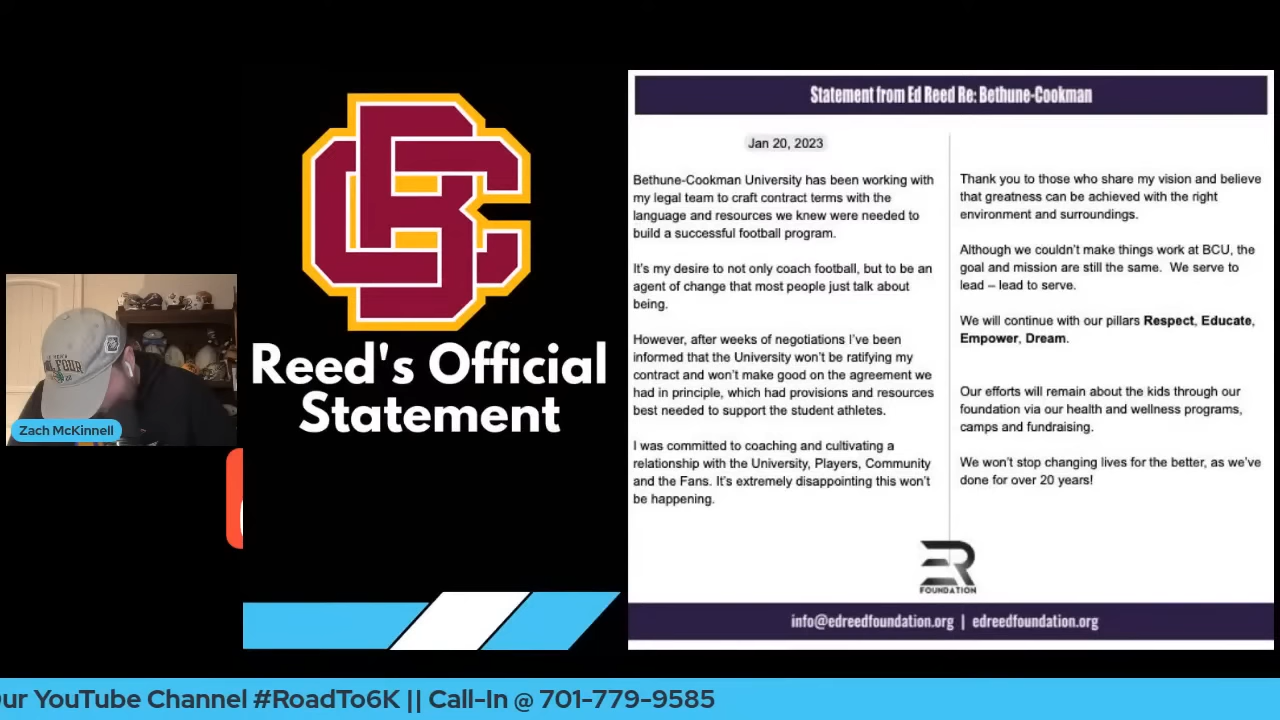 Reed's Official
Statement
Zach McKinnell
Statement from Ed Reed Re: Bethune-Cookman
Jan 20, 2023
Bethune-Cookman University has been working with
my legal team to craft contract terms with the
language and resources we knew were needed to
build a successful football program.
It's my desire to not only coach football, but to be an
agent of change that most people just talk about
being.
However, after weeks of negotiations I've been
informed that the University won't be ratifying my
contract and won't make good on the agreement we
had in principle, which had provisions and resources
best needed to support the student athletes.
I was committed to coaching and cultivating a
relationship with the University, Players, Community
and the Fans. It's extremely disappointing this won't
be happening.
Thank you to those who share my vision and believe
that greatness can be achieved with the right
environment and surroundings.
Although we couldn't make things work at BCU, the
goal and mission are still the same. We serve to
lead – lead to serve.
We will continue with our pillars Respect, Educate,
Empower, Dream.
Our efforts will remain about the kids through our
foundation via our health and wellness programs,
camps and fundraising.
We won't stop changing lives for the better, as we've
done for over 20 years!
ER
FOUNDATION
info@edreedfoundation.org | edreedfoundation.org
ur YouTube Channel #RoadTo6K || Call-In @ 701-779-9585